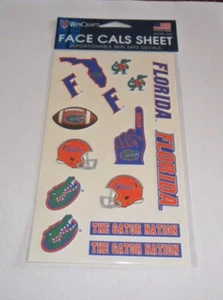 WINCRAFT
FACE CALS SHEET
REPOSITIONABLE SKIN SAFE DECALS
F
F
FLORIDA
FLORIDA
THE GATOR NATION
THE GATOR NATION